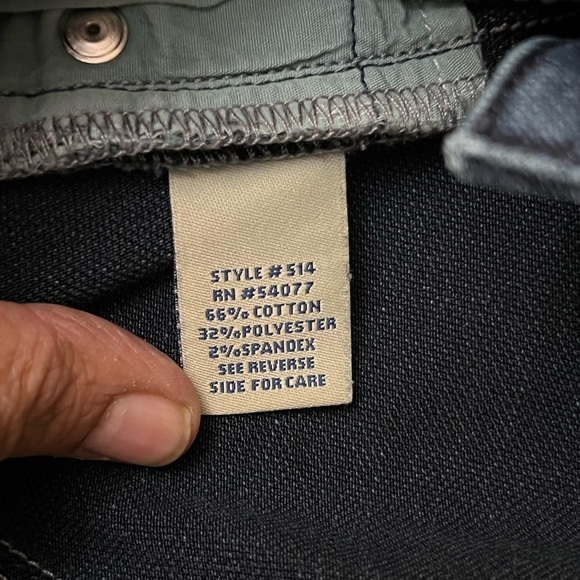 STYLE # 514
RN #54077
66% COTTON
32%POLYESTER
2%SPANDEX
SEE REVERSE
SIDE FOR CARE